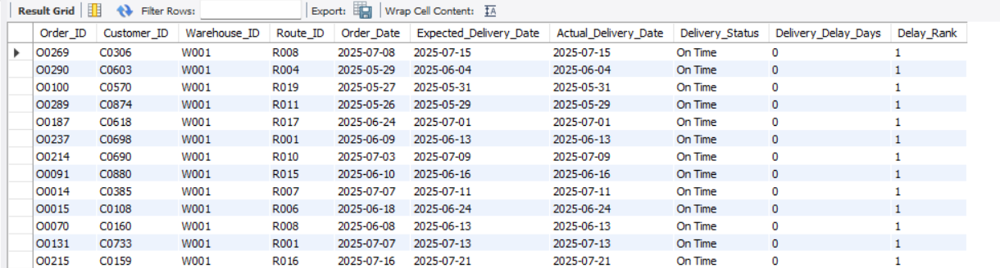 Result Grid Filter Rows: Export: Wrap Cell Content:
Order_ID Customer_ID Warehouse_ID Route_ID Order_Date Expected_Delivery_Date Actual_Delivery_Date Delivery_Status Delivery_Delay_Days Delay_Rank
O0269 C0306 W001 R008 2025-07-08 2025-07-15 2025-07-15 On Time 0 1
O0290 C0603 W001 R004 2025-05-29 2025-06-04 2025-06-04 On Time 0 1
O0100 C0570 W001 R019 2025-05-27 2025-05-31 2025-05-31 On Time 0 1
O0289 C0874 W001 R011 2025-05-26 2025-05-29 2025-05-29 On Time 0 1
O0187 C0618 W001 R017 2025-06-24 2025-07-01 2025-07-01 On Time 0 1
O0237 C0698 W001 R001 2025-06-09 2025-06-13 2025-06-13 On Time 0 1
O0214 C0690 W001 R010 2025-07-03 2025-07-09 2025-07-09 On Time 0 1
O0091 C0880 W001 R015 2025-06-10 2025-06-16 2025-06-16 On Time 0 1
O0014 C0385 W001 R007 2025-07-07 2025-07-11 2025-07-11 On Time 0 1
O0015 C0108 W001 R006 2025-06-18 2025-06-24 2025-06-24 On Time 0 1
O0070 C0160 W001 R008 2025-06-08 2025-06-13 2025-06-13 On Time 0 1
O0131 C0733 W001 R001 2025-07-07 2025-07-13 2025-07-13 On Time 0 1
O0215 C0159 W001 R016 2025-07-16 2025-07-21 2025-07-21 On Time 0 1